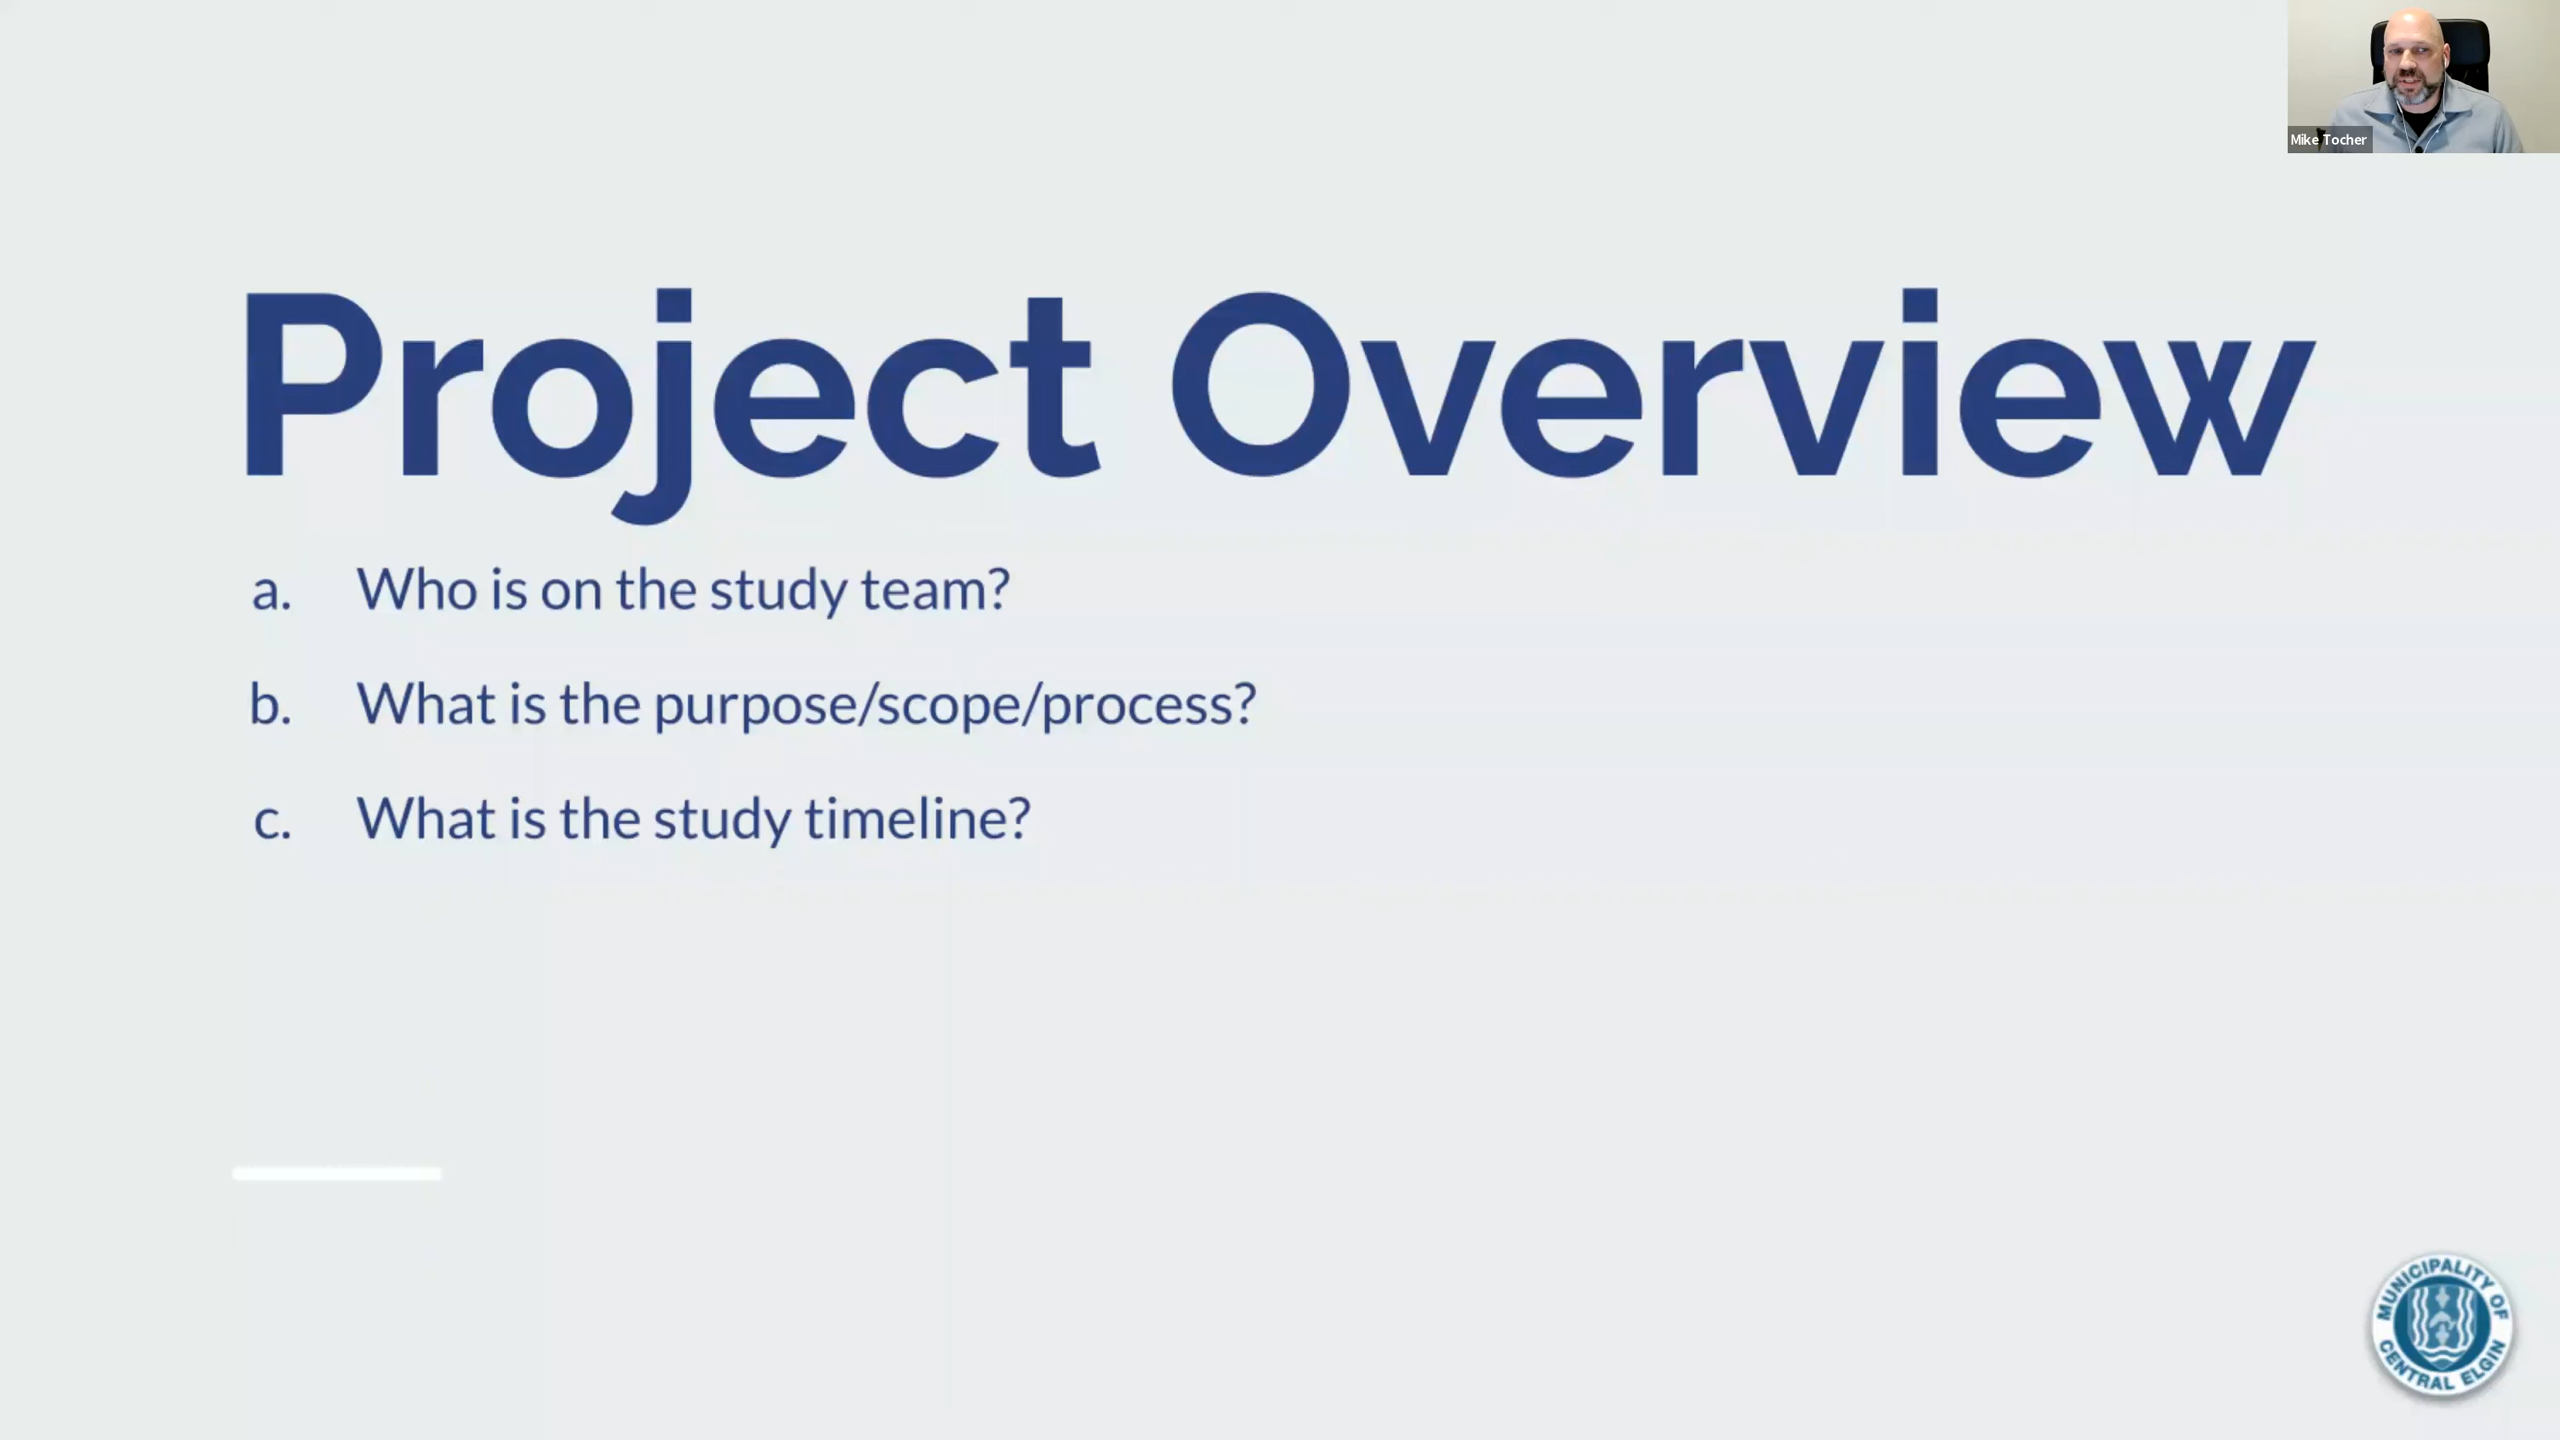 Mike Tocher
Project Overview
a. Who is on the study team?
b. What is the purpose/scope/process?
c. What is the study timeline?
MUNICIPALITY OF
CENTRAL ELGIN